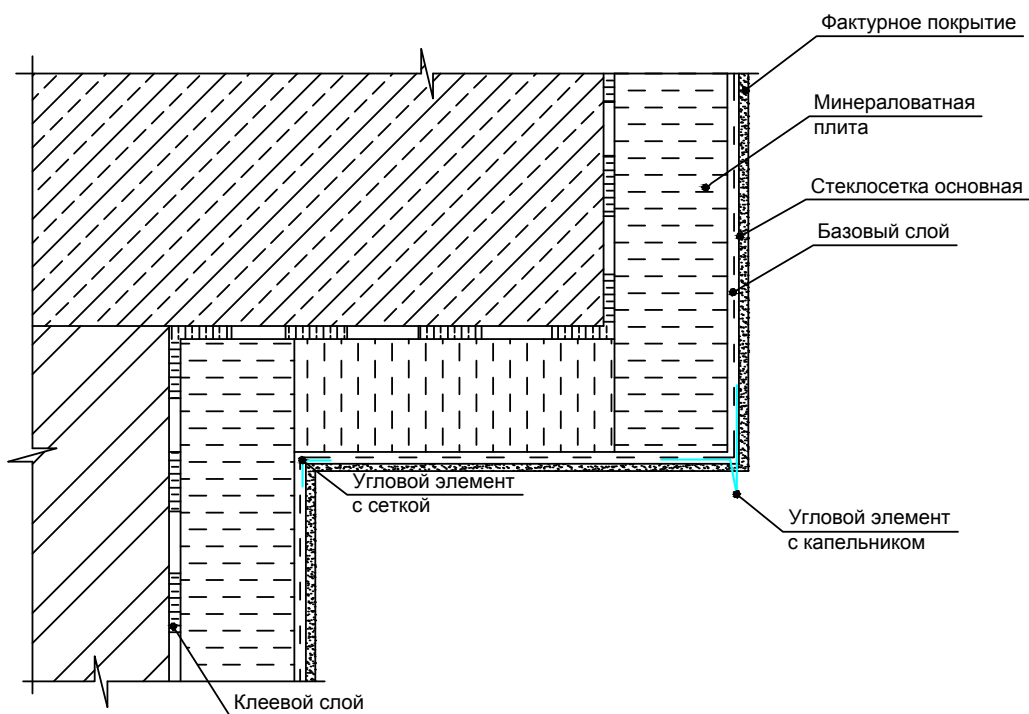 Фактурное покрытие
Минераловатная
плита
Стеклосетка основная
Базовый слой
Угловой элемент
с сеткой
Угловой элемент
с капельником
Клеевой слой